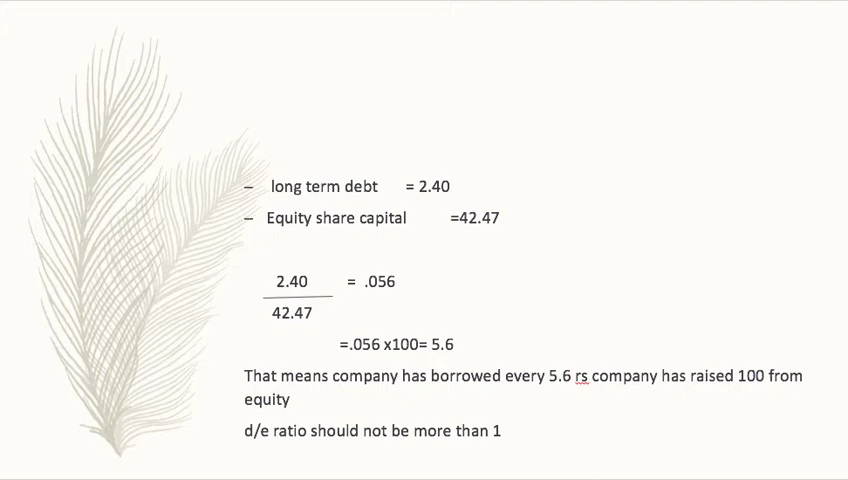 – long term debt = 2.40
– Equity share capital =42.47
2.40 = .056
42.47
=.056 x100= 5.6
That means company has borrowed every 5.6 rs company has raised 100 from
equity
d/e ratio should not be more than 1